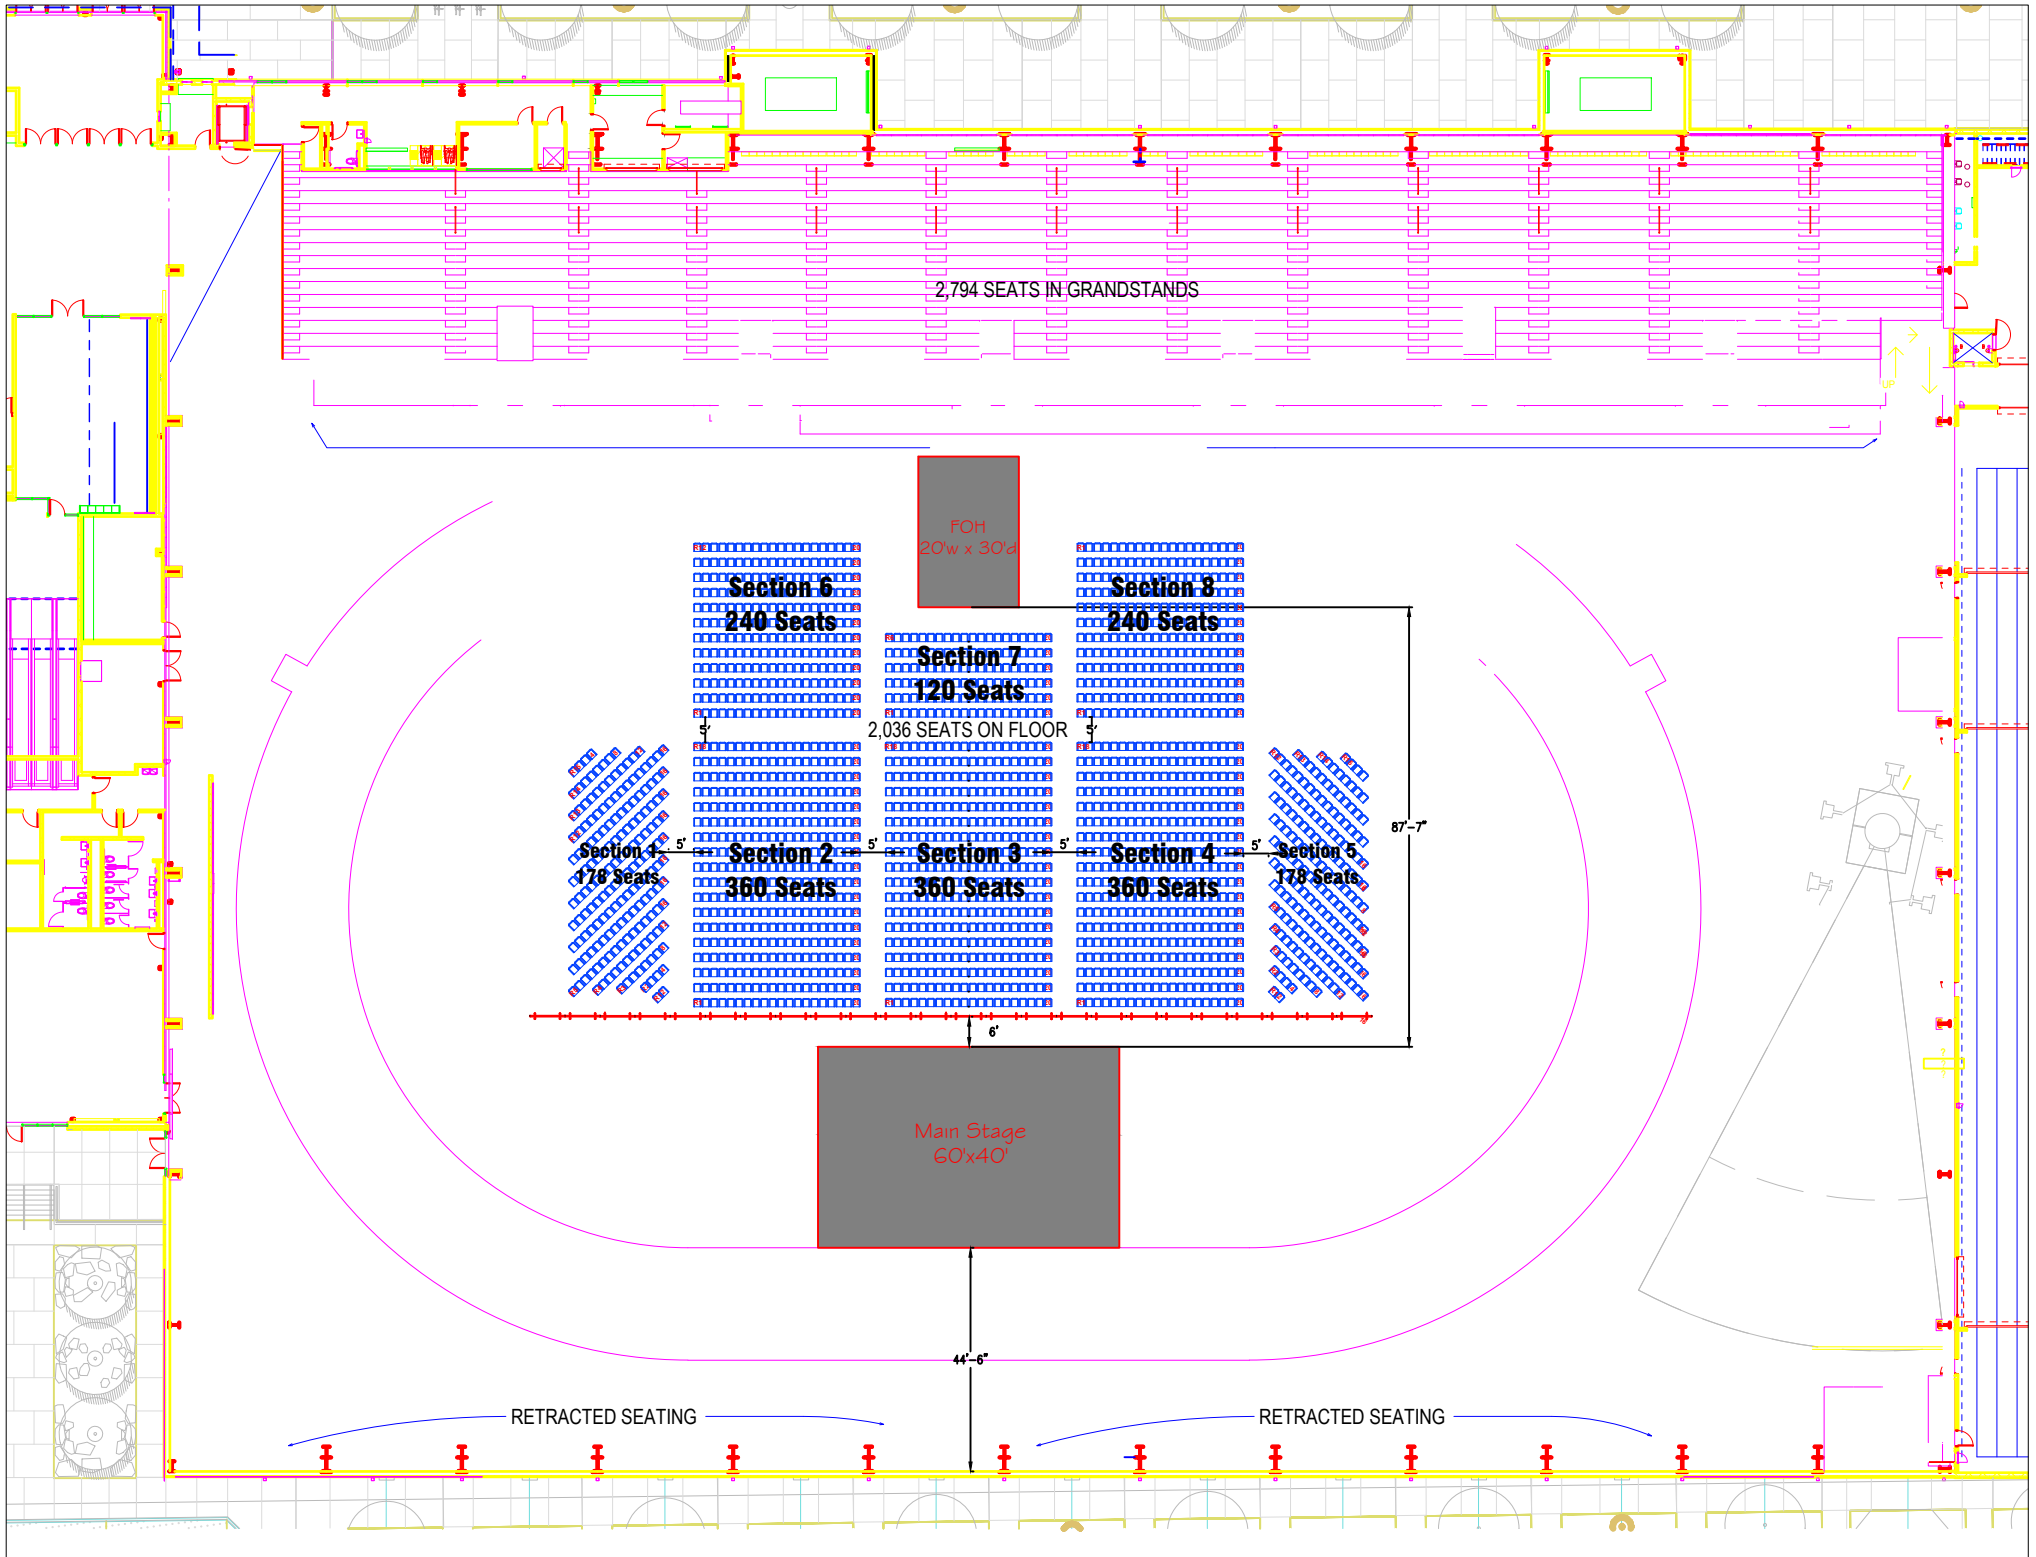 2,794 SEATS IN GRANDSTANDS
UP
FOH
20'w x 30'd
Section 6
240 Seats
Section 8
240 Seats
Section 7
120 Seats
5'
2,036 SEATS ON FLOOR
5'
87'-7"
Section 1
178 Seats
5'
Section 2
360 Seats
5'
Section 3
360 Seats
5'
Section 4
360 Seats
5'
Section 5
178 Seats
6'
Main Stage
60'x40'
44'-6"
RETRACTED SEATING
RETRACTED SEATING